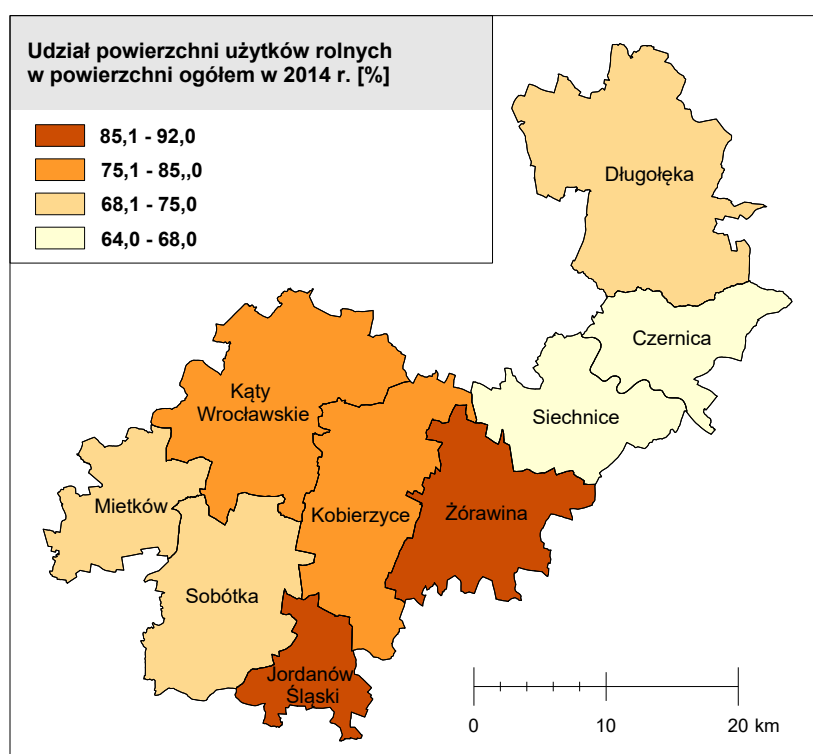 Udział powierzchni użytków rolnych
w powierzchni ogółem w 2014 r. [%]
85,1 - 92,0
75,1 - 85,,0
68,1 - 75,0
64,0 - 68,0
Długołęka
Czernica
Siechnice
Kąty
Wrocławskie
Mietków
Kobierzyce
Żórawina
Sobótka
Jordanów
Śląski
0 10 20 km